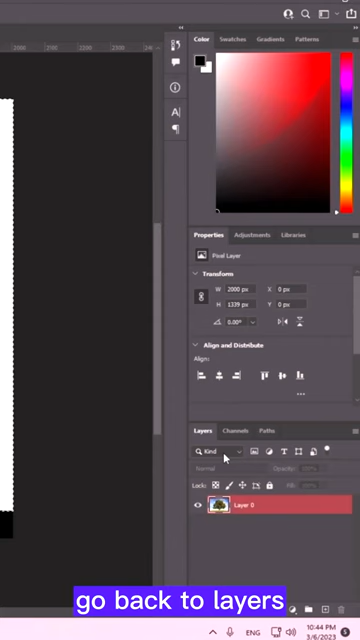 Color Swatches Gradients Patterns
Properties Adjustments Libraries
Pixel Layer
Transform
W 2000 px X 0 px
H 1339 px Y 0 px
0.00°
Align and Distribute
Align:
Layers Channels Paths
Kind
Normal Opacity:
Lock: Fill:
Layer 0
go back to layers
10:44 PM
ENG
3/6/2023